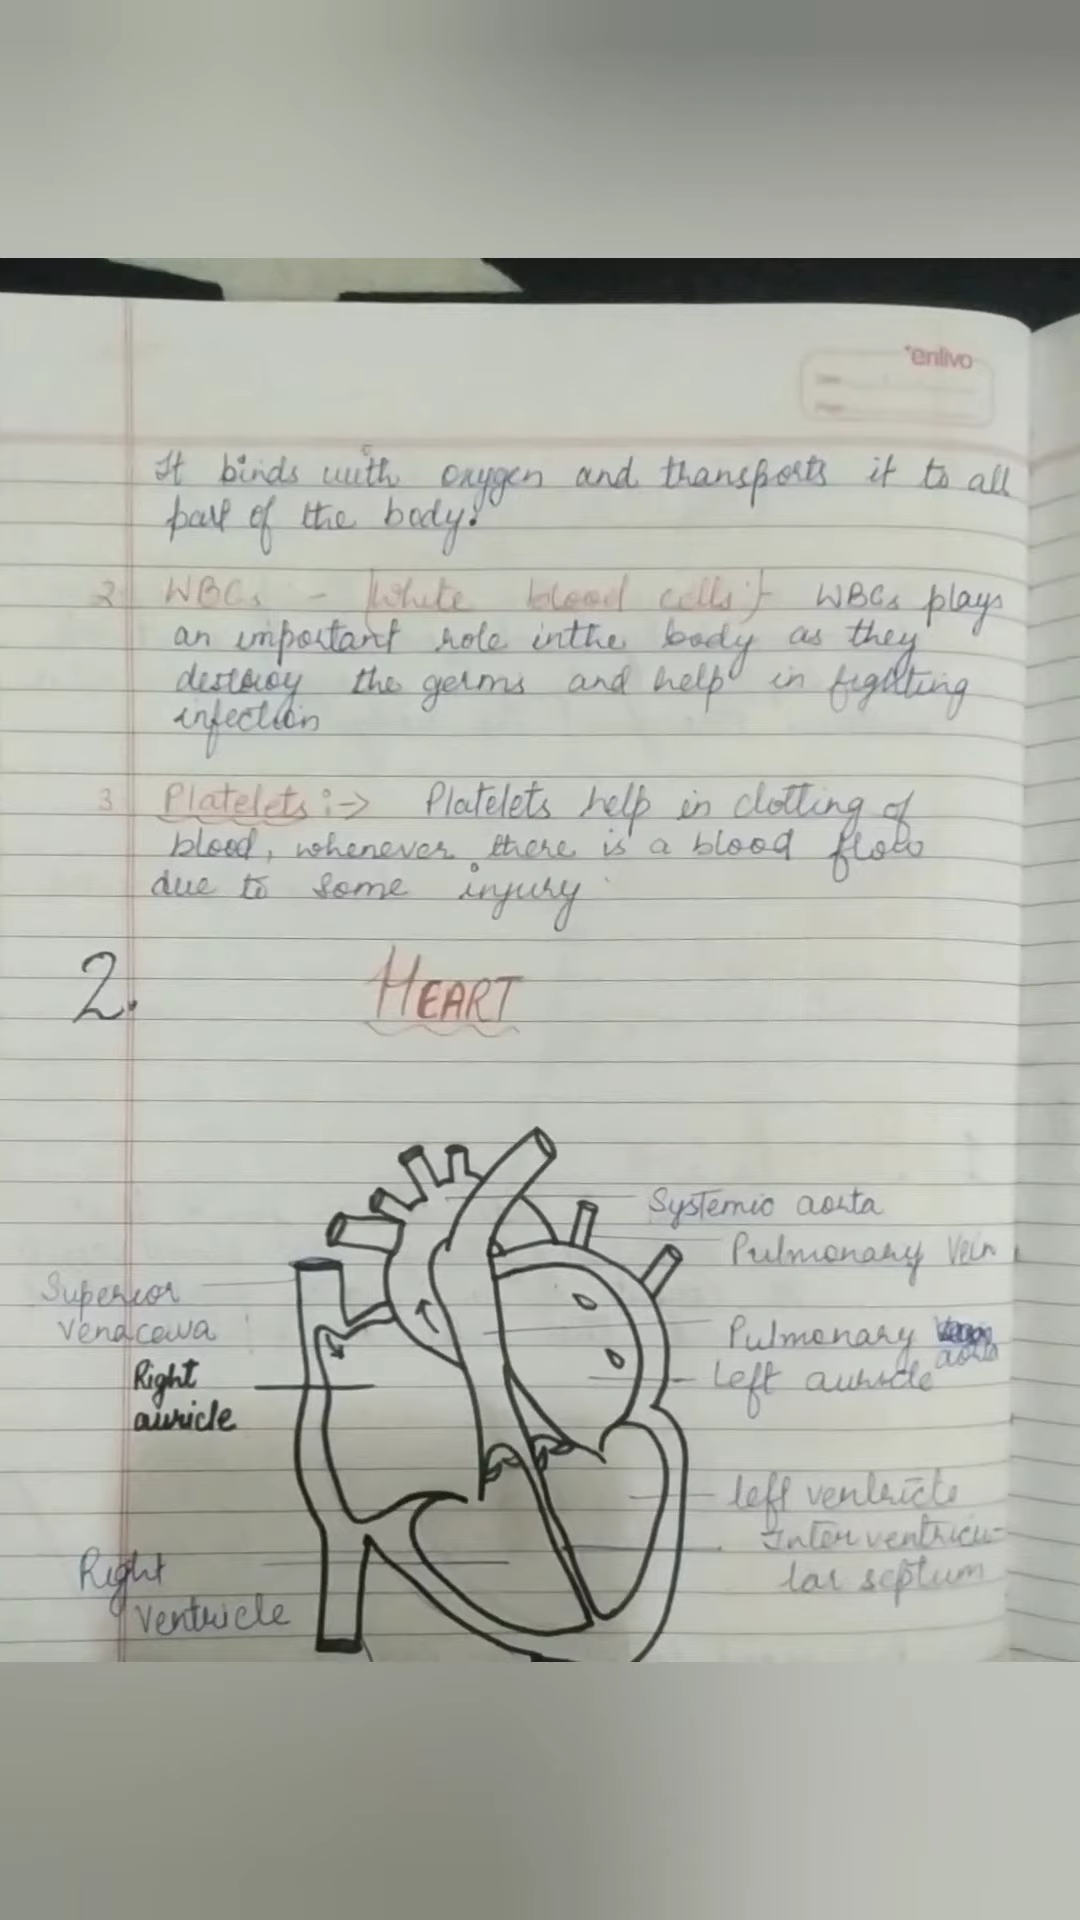 enlivo
It binds with oxygen and transports it to all
part of the body.
2 WBCs - (White blood cells):- WBCs plays
an important role inthe body as they
destroy the germs and help in fighting
infection
3 Platelets :-> Platelets help in clotting of
blood, whenever there is a blood flow
due to some injury
2. HEART
Systemic aorta
Pulmonary Vein
Superior
Venacava
Pulmonary
aorta
Right
auricle
Left auricle
left ventricle
Interventricu-
lar septum
Right
ventricle